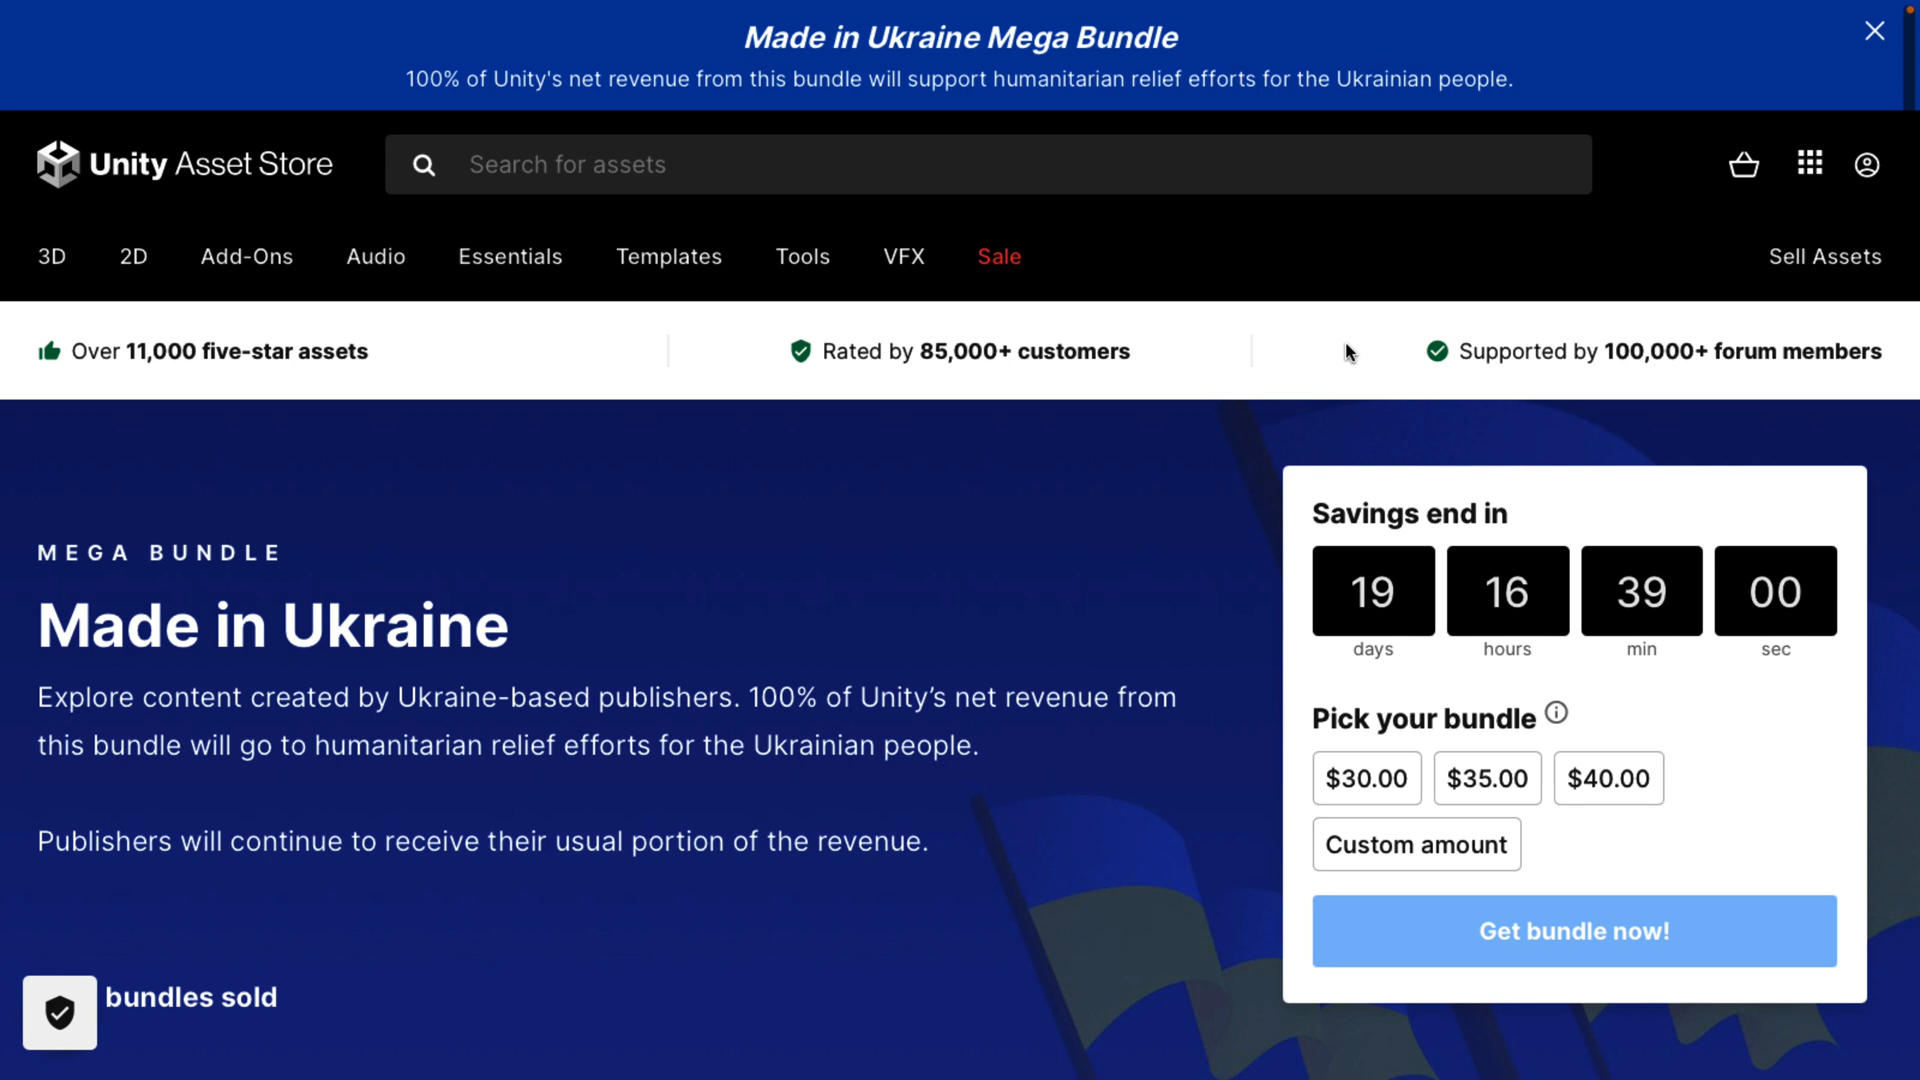 Made in Ukraine Mega Bundle
100% of Unity's net revenue from this bundle will support humanitarian relief efforts for the Ukrainian people.
Unity Asset Store
Search for assets
3D 2D Add-Ons Audio Essentials Templates Tools VFX Sale Sell Assets
Over 11,000 five-star assets
Rated by 85,000+ customers
Supported by 100,000+ forum members
MEGA BUNDLE
Made in Ukraine
Explore content created by Ukraine-based publishers. 100% of Unity’s net revenue from
this bundle will go to humanitarian relief efforts for the Ukrainian people.
Publishers will continue to receive their usual portion of the revenue.
bundles sold
Savings end in
19 16 39 00
days hours min sec
Pick your bundle
$30.00 $35.00 $40.00
Custom amount
Get bundle now!